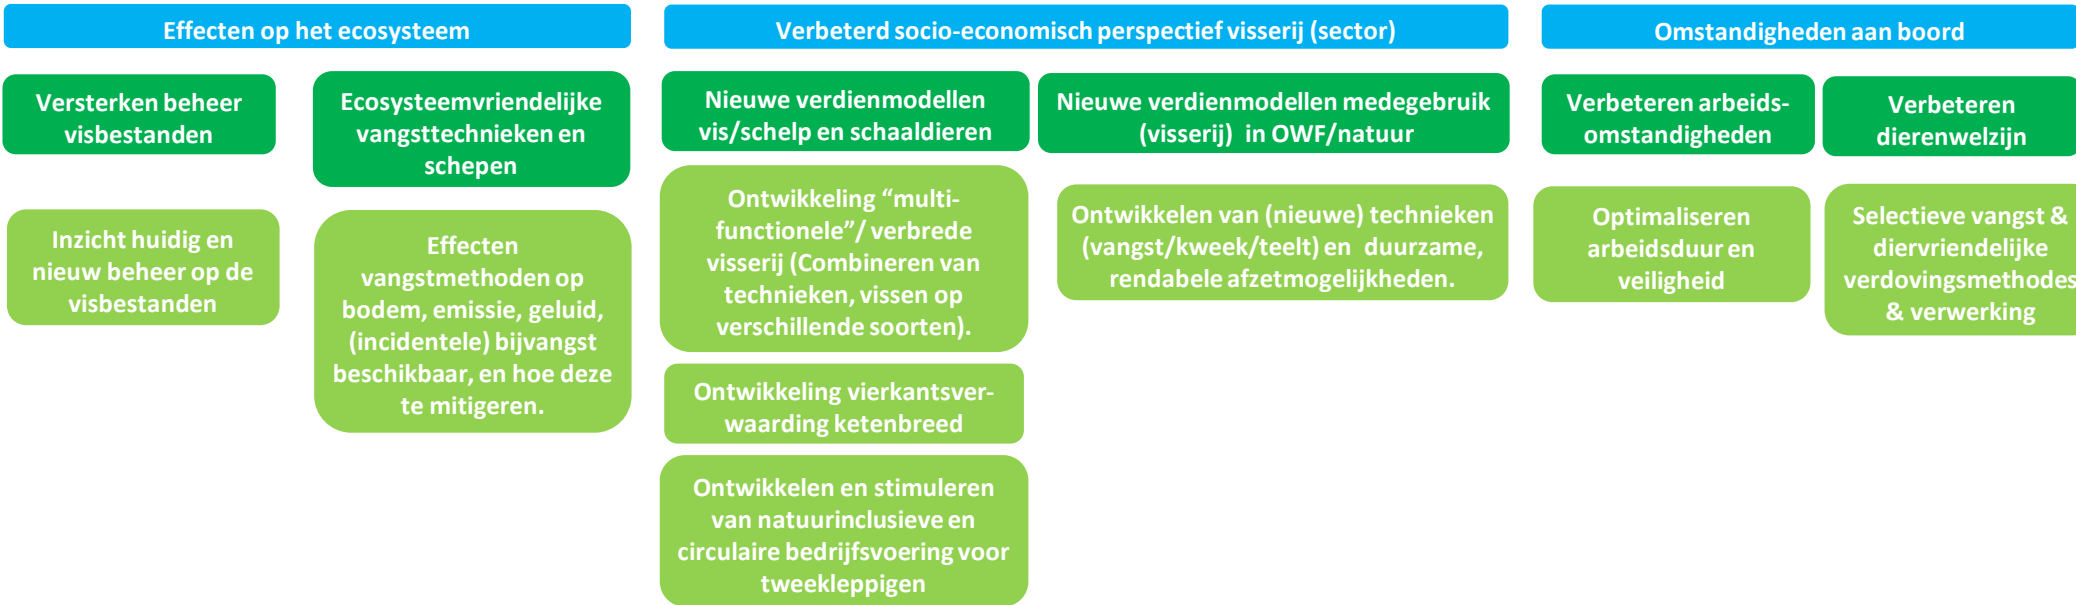 Effecten op het ecosysteem
Verbeterd socio-economisch perspectief visserij (sector)
Omstandigheden aan boord
Versterken beheer
visbestanden
Ecosysteemvriendelijke
vangsttechnieken en
schepen
Nieuwe verdienmodellen
vis/schelp en schaaldieren
Nieuwe verdienmodellen medegebruik
(visserij) in OWF/natuur
Verbeteren arbeids-
omstandigheden
Verbeteren
dierenwelzijn
Inzicht huidig en
nieuw beheer op de
visbestanden
Effecten
vangstmethoden op
bodem, emissie, geluid,
(incidentele) bijvangst
beschikbaar, en hoe deze
te mitigeren.
Ontwikkeling “multi-
functionele”/ verbrede
visserij (Combineren van
technieken, vissen op
verschillende soorten).
Ontwikkeling vierkantsver-
waarding ketenbreed
Ontwikkelen en stimuleren
van natuurinclusieve en
circulaire bedrijfsvoering voor
tweekleppigen
Ontwikkelen van (nieuwe) technieken
(vangst/kweek/teelt) en duurzame,
rendabele afzetmogelijkheden.
Optimaliseren
arbeidsduur en
veiligheid
Selectieve vangst &
diervriendelijke
verdovingsmethodes
& verwerking